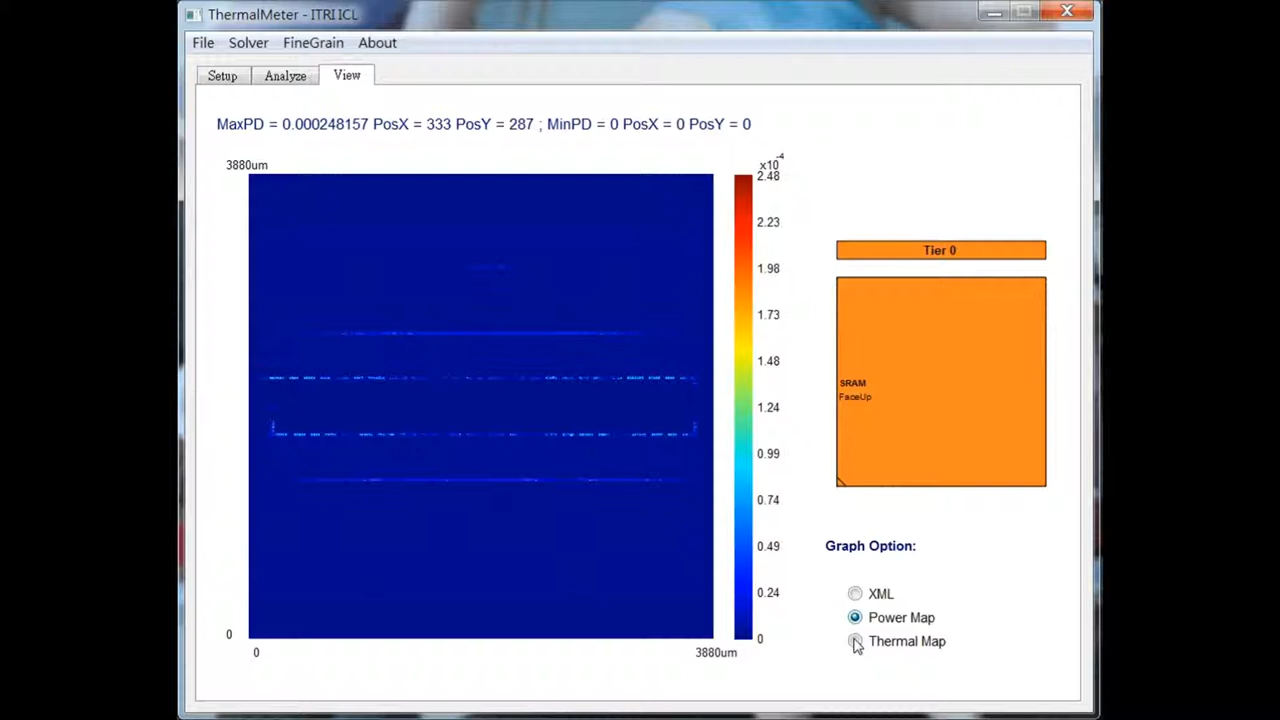 ThermalMeter - ITRI ICL
File Solver FineGrain About
Setup Analyze View
MaxPD = 0.000248157 PosX = 333 PosY = 287 ; MinPD = 0 PosX = 0 PosY = 0
3880um
x10
-4
2.48
2.23
1.98
1.73
1.48
1.24
0.99
0.74
0.49
0.24
0
0
0
3880um
Tier 0
SRAM
FaceUp
Graph Option:
XML
Power Map
Thermal Map